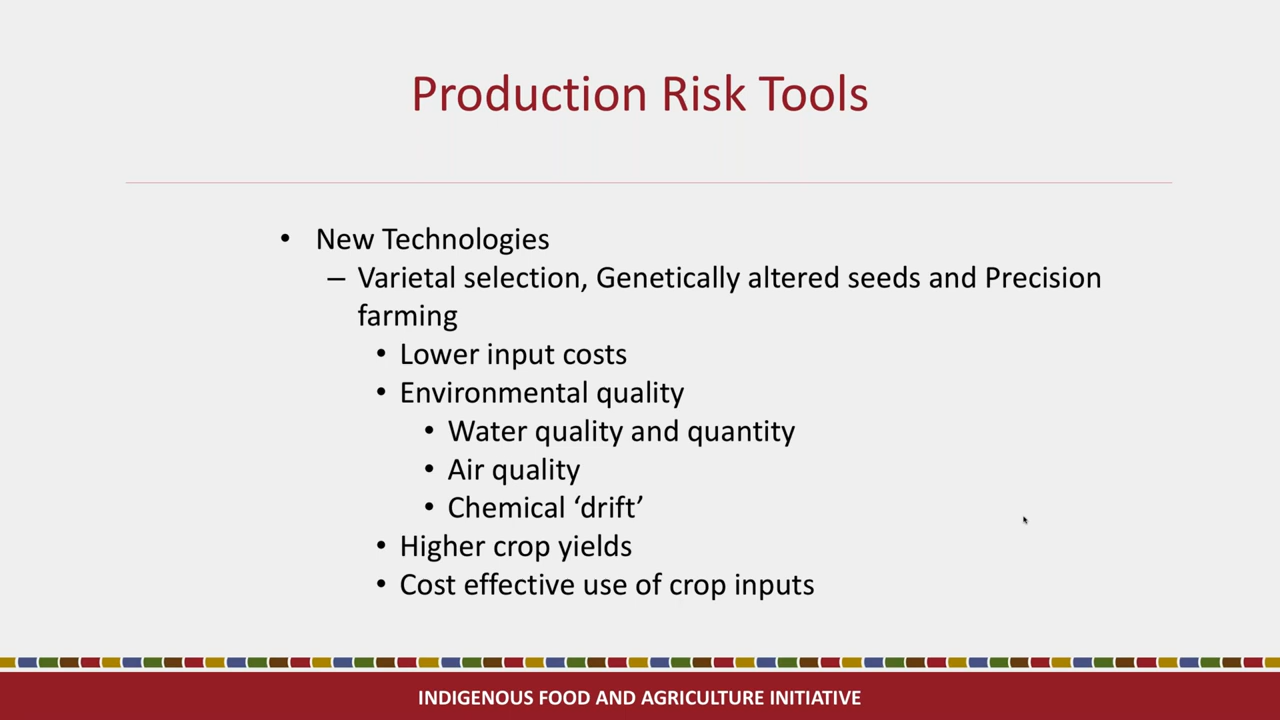 Production Risk Tools
• New Technologies
– Varietal selection, Genetically altered seeds and Precision
farming
• Lower input costs
• Environmental quality
• Water quality and quantity
• Air quality
• Chemical ‘drift’
• Higher crop yields
• Cost effective use of crop inputs
INDIGENOUS FOOD AND AGRICULTURE INITIATIVE